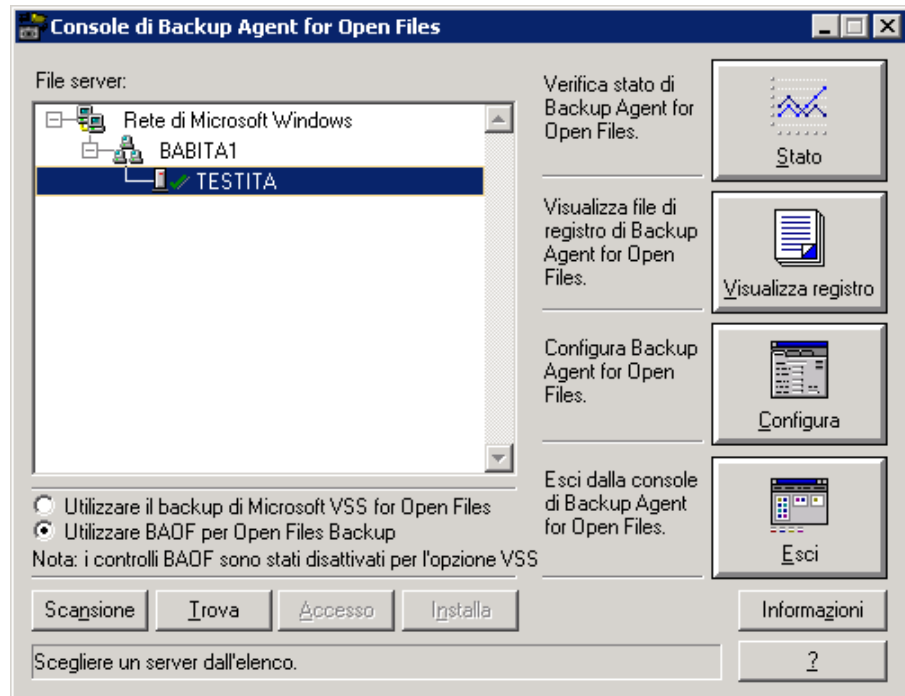 Console di Backup Agent for Open Files
File server:
Rete di Microsoft Windows
BABITA1
TESTITA
Verifica stato di
Backup Agent for
Open Files.
Stato
Visualizza file di
registro di Backup
Agent for Open
Files.
Visualizza registro
Configura Backup
Agent for Open
Files.
Configura
Esci dalla console
di Backup Agent
for Open Files.
Esci
Utilizzare il backup di Microsoft VSS for Open Files
Utilizzare BAOF per Open Files Backup
Nota: i controlli BAOF sono stati disattivati per l'opzione VSS
Scansione
Trova
Accesso
Installa
Informazioni
Scegliere un server dall'elenco.
?